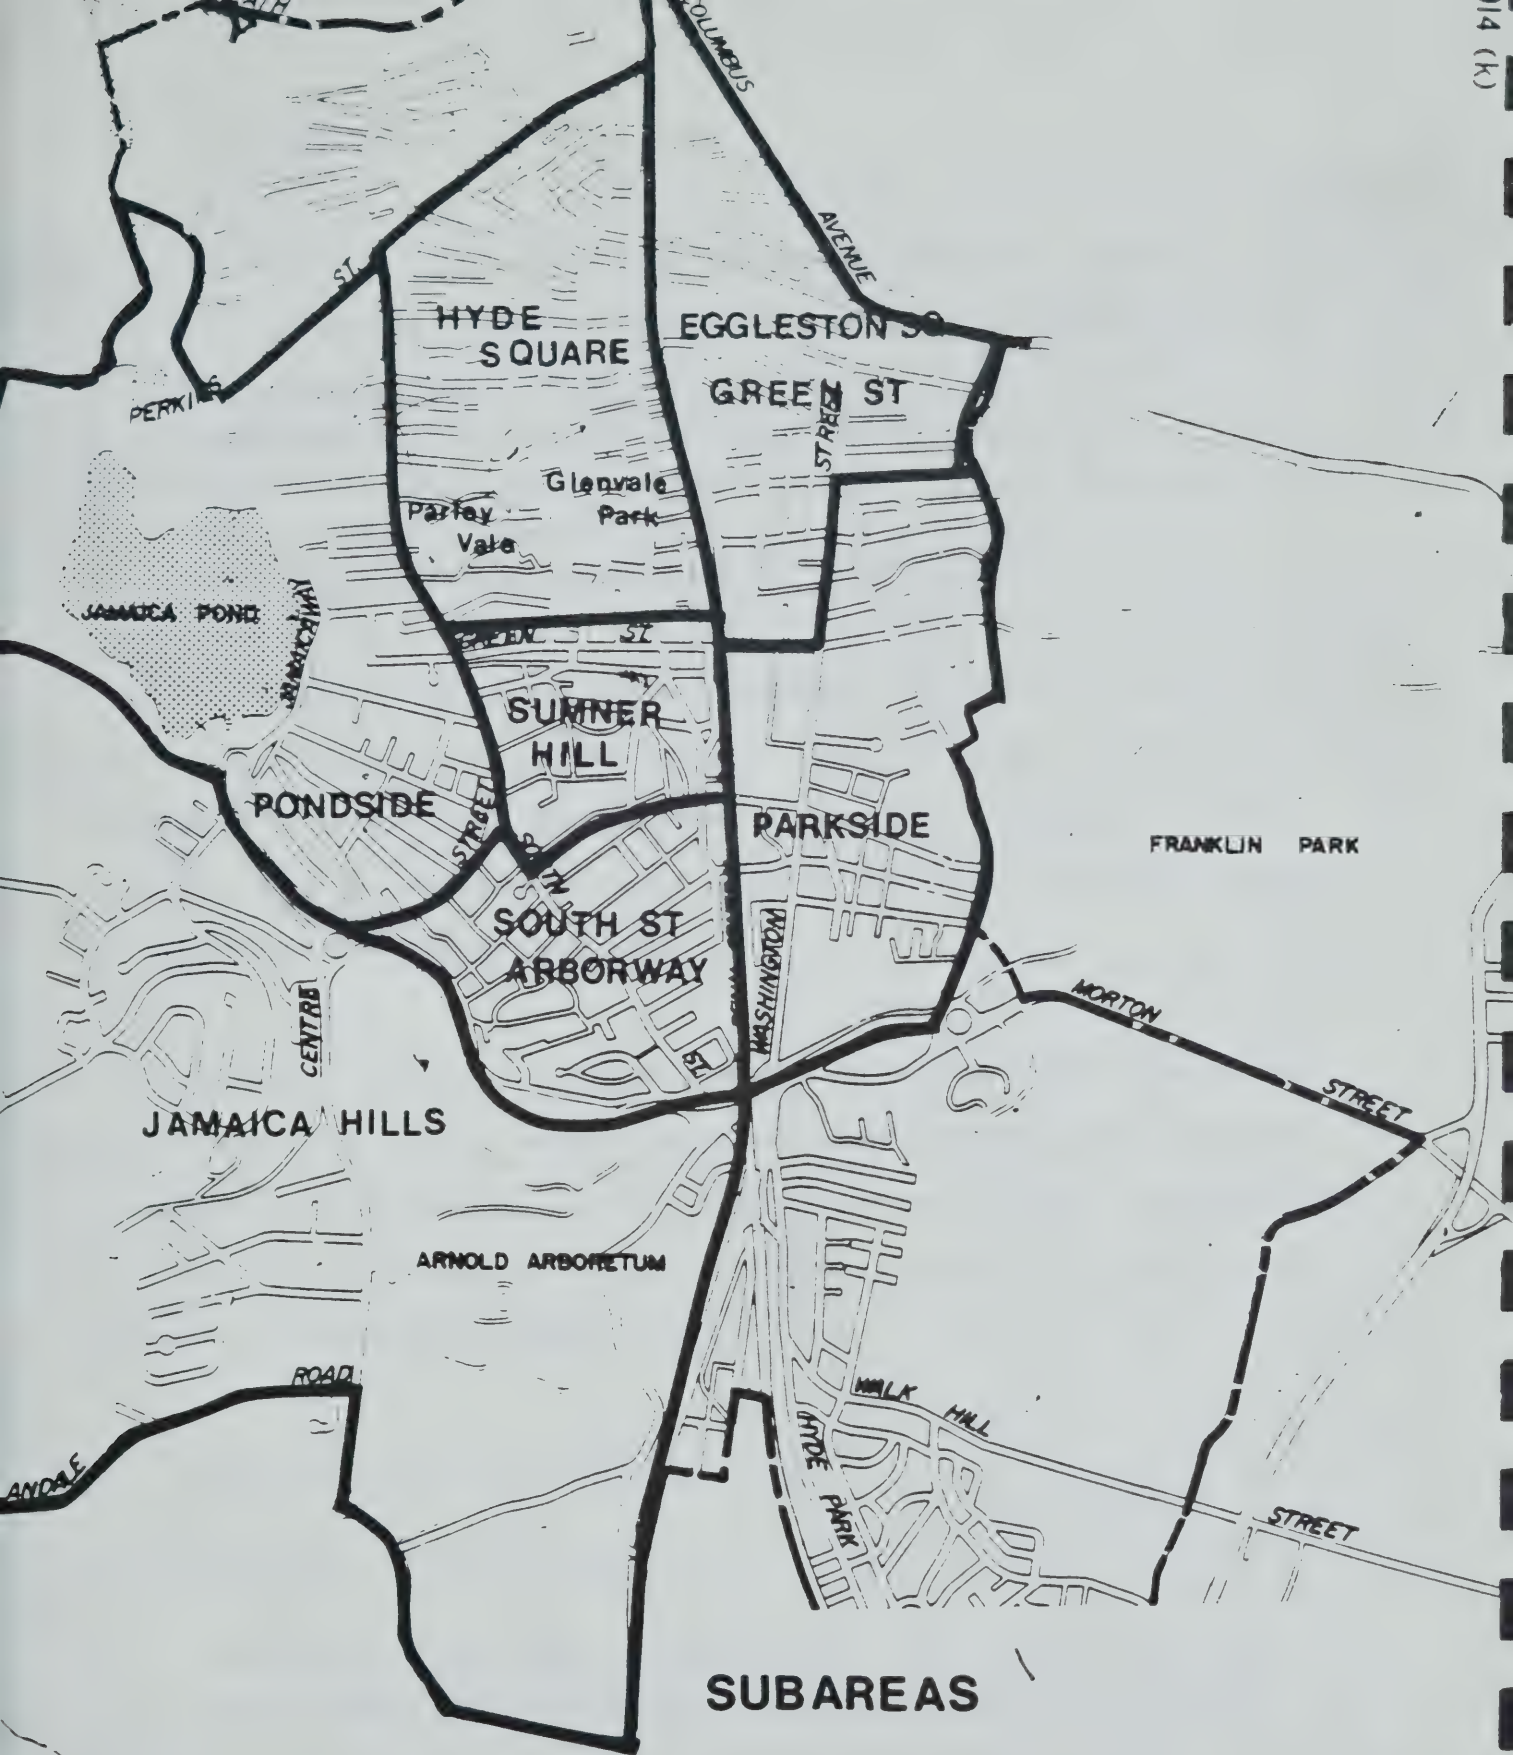 COLUMBUS
14 (k)
AVENUE
ST.
HYDE
SQUARE
EGGLESTON SQ
GREEN ST
STREET
PERKINS
Glenvale
Park
Parley
Vale
JAMAICA POND
JAMAICAWAY
GREEN ST.
SUMNER
HILL
PONDSIDE
STREET
SOUTH
PARKSIDE
FRANKLIN PARK
SOUTH ST
ARBORWAY
WASHINGTON
CENTRE
MORTON
STREET
ST.
JAMAICA HILLS
ARNOLD ARBORETUM
ROAD
WALK
HILL
STREET
HYDE
PARK
ANDALE
SUBAREAS